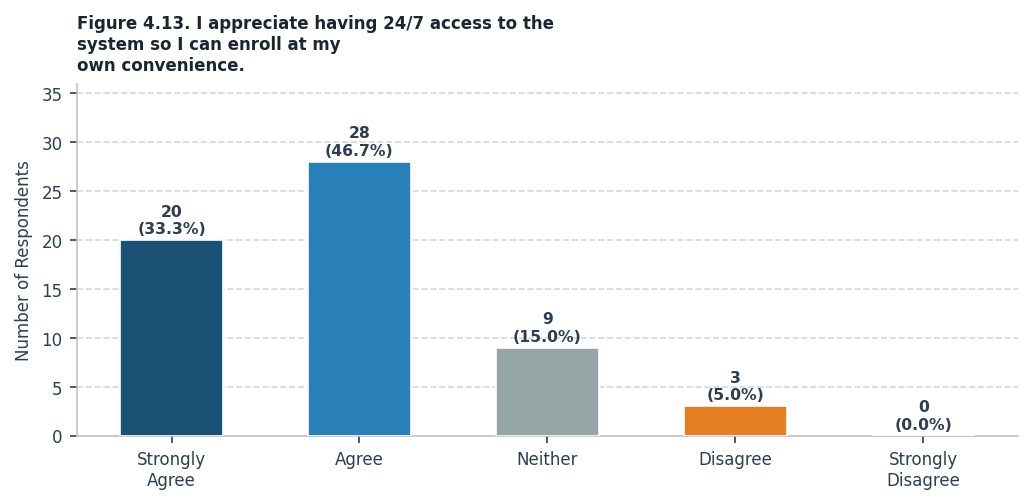 Figure 4.13. I appreciate having 24/7 access to the
system so I can enroll at my
own convenience.
Number of Respondents
35
30
25
20
15
10
5
0
20
(33.3%)
28
(46.7%)
9
(15.0%)
3
(5.0%)
0
(0.0%)
Strongly
Agree
Agree
Neither
Disagree
Strongly
Disagree